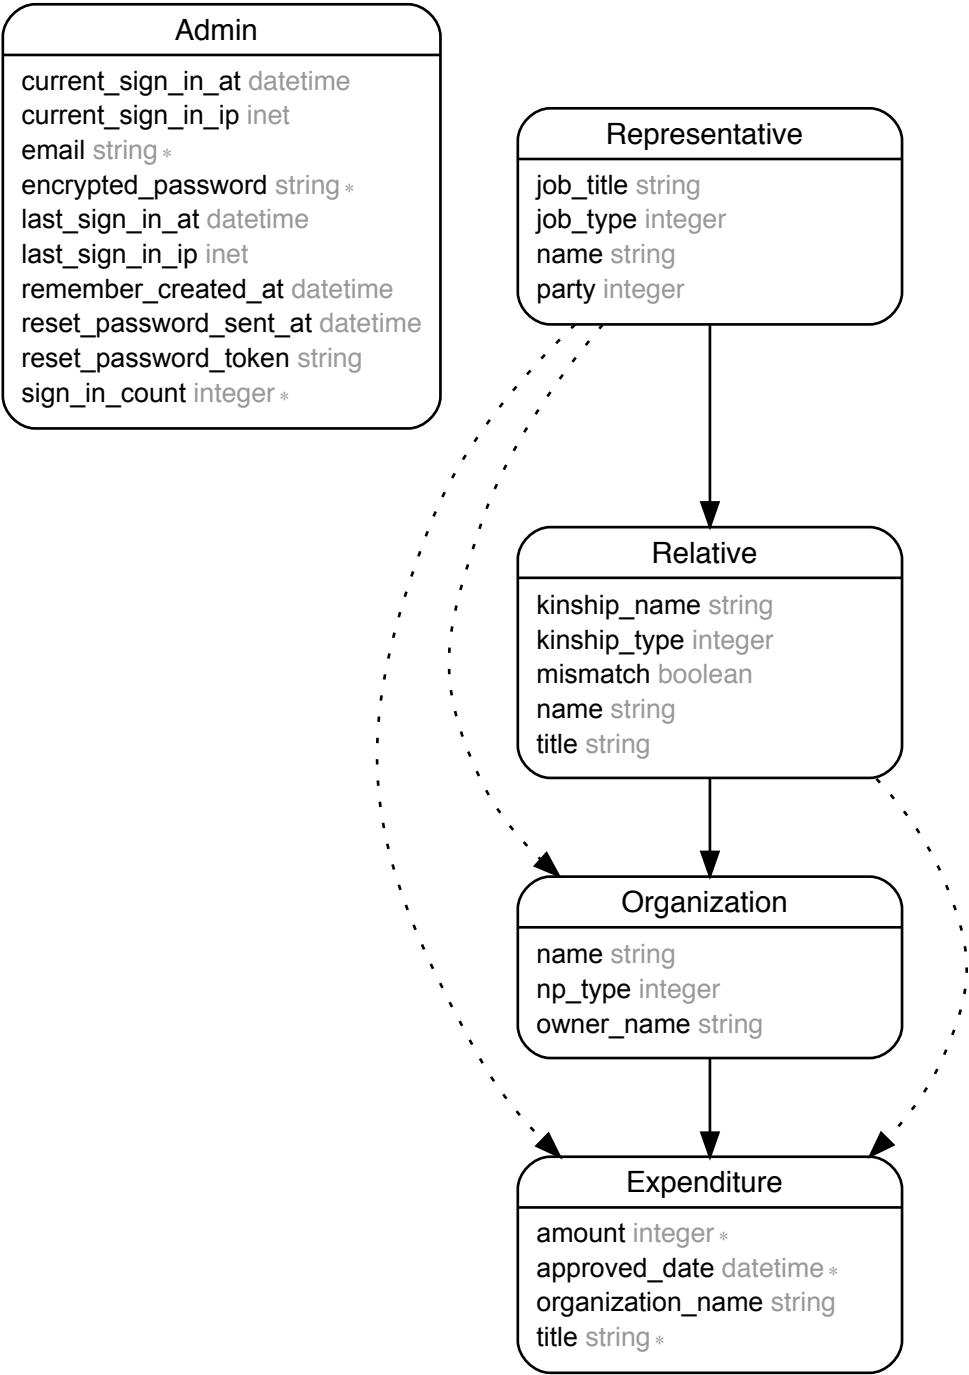 Admin
current_sign_in_at datetime
current_sign_in_ip inet
email string *
encrypted_password string *
last_sign_in_at datetime
last_sign_in_ip inet
remember_created_at datetime
reset_password_sent_at datetime
reset_password_token string
sign_in_count integer *
Representative
job_title string
job_type integer
name string
party integer
Relative
kinship_name string
kinship_type integer
mismatch boolean
name string
title string
Organization
name string
np_type integer
owner_name string
Expenditure
amount integer *
approved_date datetime *
organization_name string
title string *